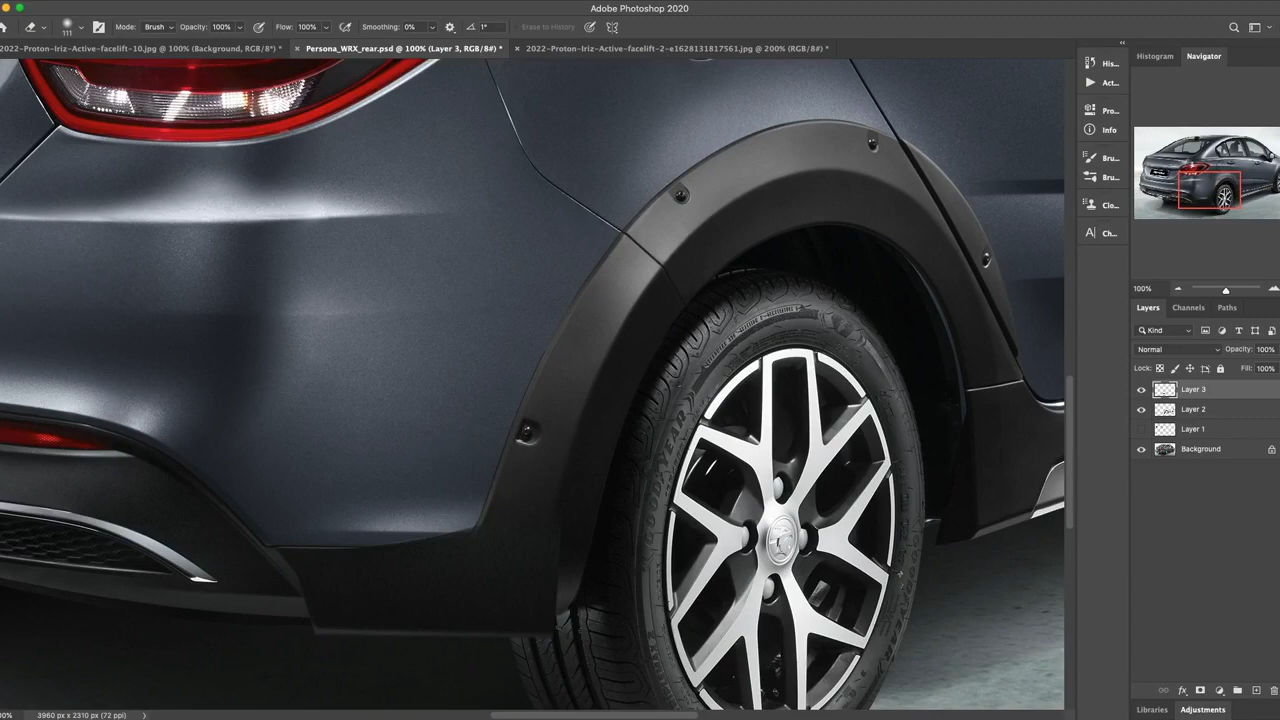 Adobe Photoshop 2020
111
Mode: Brush Opacity: 100% Flow: 100% Smoothing: 0% 1° Erase to History
2022-Proton-Iriz-Active-facelift-10.jpg @ 100% (Background, RGB/8*) * × Persona_WRX_rear.psd @ 100% (Layer 3, RGB/8#) * × 2022-Proton-Iriz-Active-facelift-2-e1628131817561.jpg @ 200% (RGB/8#) *
Histogram Navigator
His...
Act...
Pro...
Info
Bru...
Bru...
Clo...
Ch...
100%
Layers Channels Paths
Kind
Normal Opacity: 100%
Lock: Fill: 100%
Layer 3
Layer 2
Layer 1
Background
GOODYEAR
GOODYEAR
00% 3960 px x 2310 px (72 ppi)
Libraries Adjustments